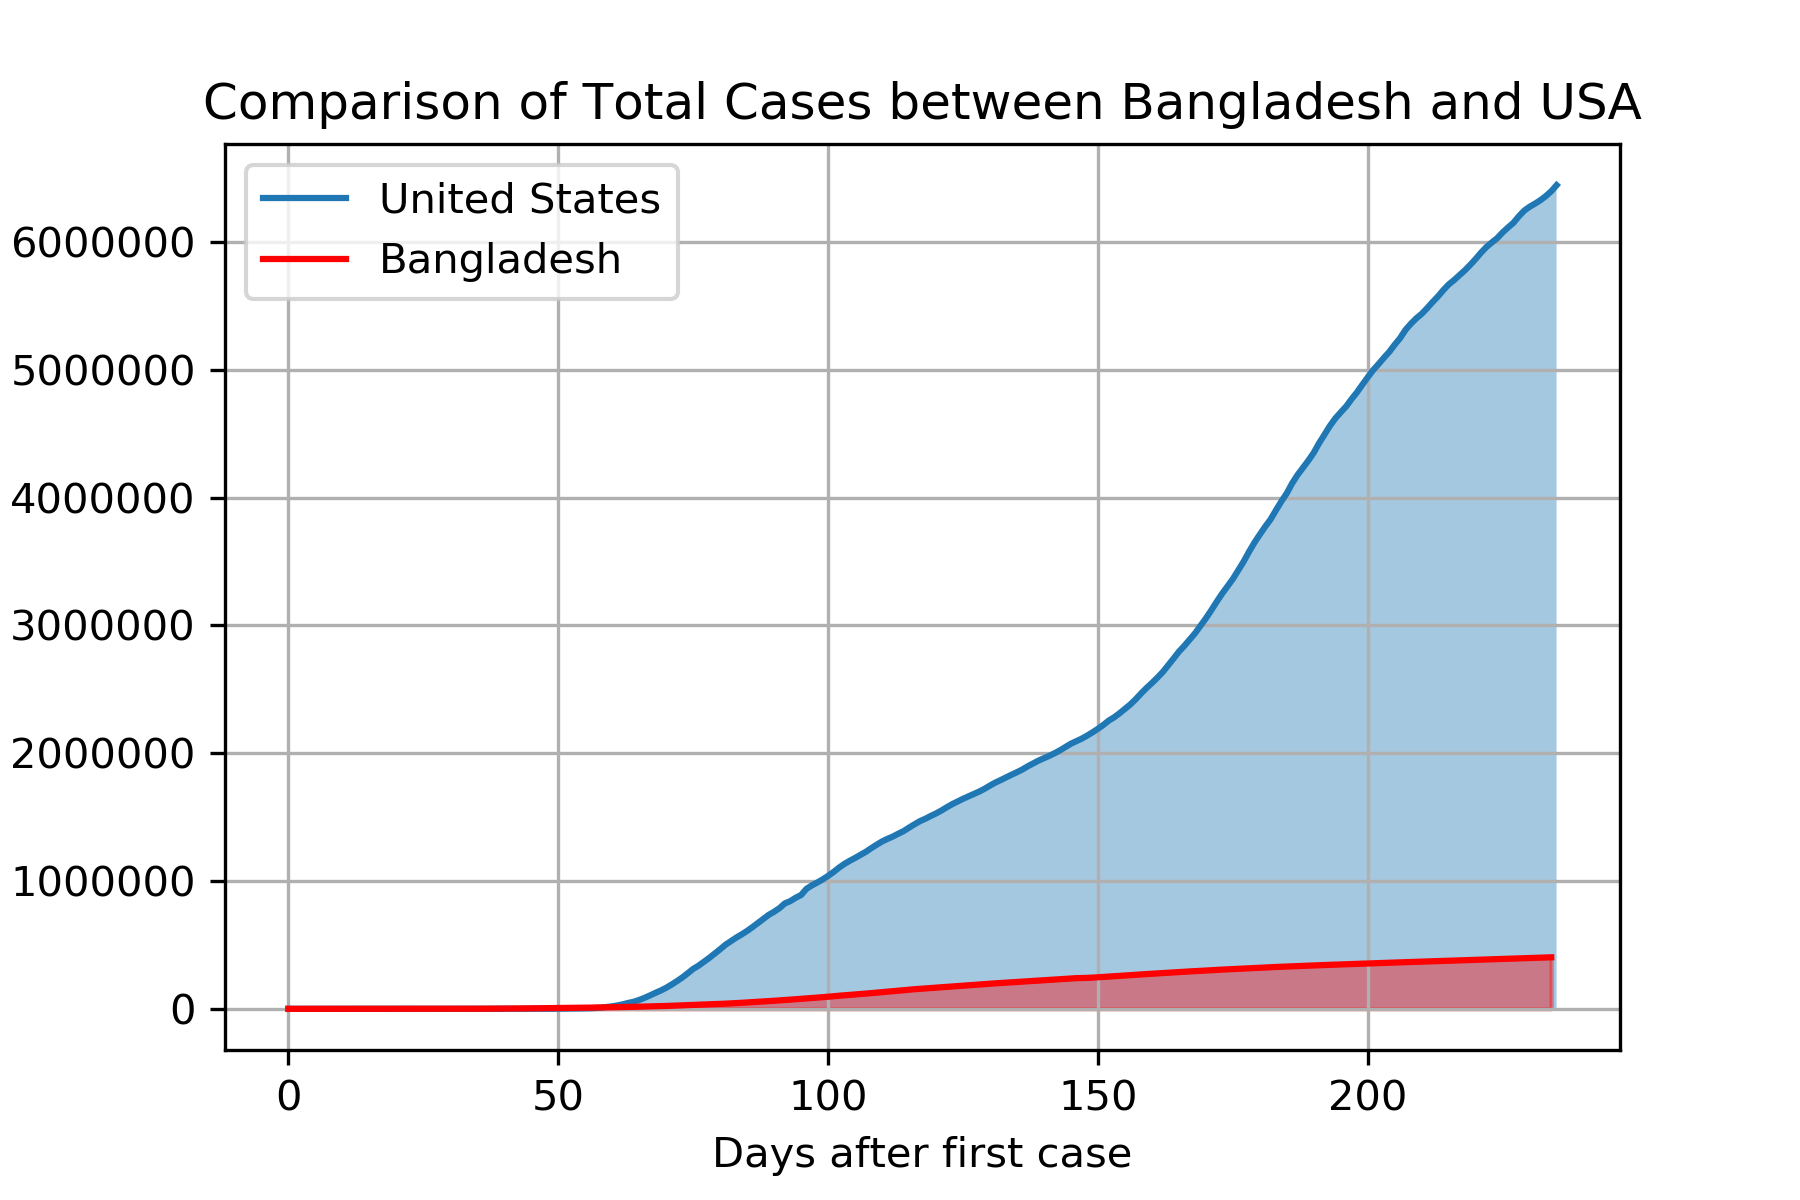 Comparison of Total Cases between Bangladesh and USA
United States
Bangladesh
6000000
5000000
4000000
3000000
2000000
1000000
0
0 50 100 150 200
Days after first case